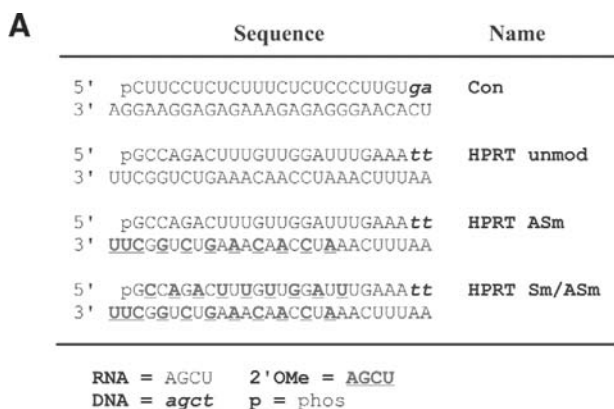 A
Sequence Name
5' pCUUCCUCUCUUUCUCUCCCUUGUga Con
3' AGGAAGGAGAGAAAGAGAGGGAACACU
5' pGCCAGACUUUGUUGGAUUUGAAAtt HPRT unmod
3' UUCGGUCUGAAACAACCUAAACUUUAA
5' pGCCAGACUUUGUUGGAUUUGAAAtt HPRT ASm
3' UUCGGUCUGAAACAACCUAAACUUUAA
5' pGCCAGACUUUGUUGGAUUUGAAAtt HPRT Sm/ASm
3' UUCGGUCUGAAACAACCUAAACUUUAA
RNA = AGCU 2'OMe = AGCU
DNA = agct p = phos